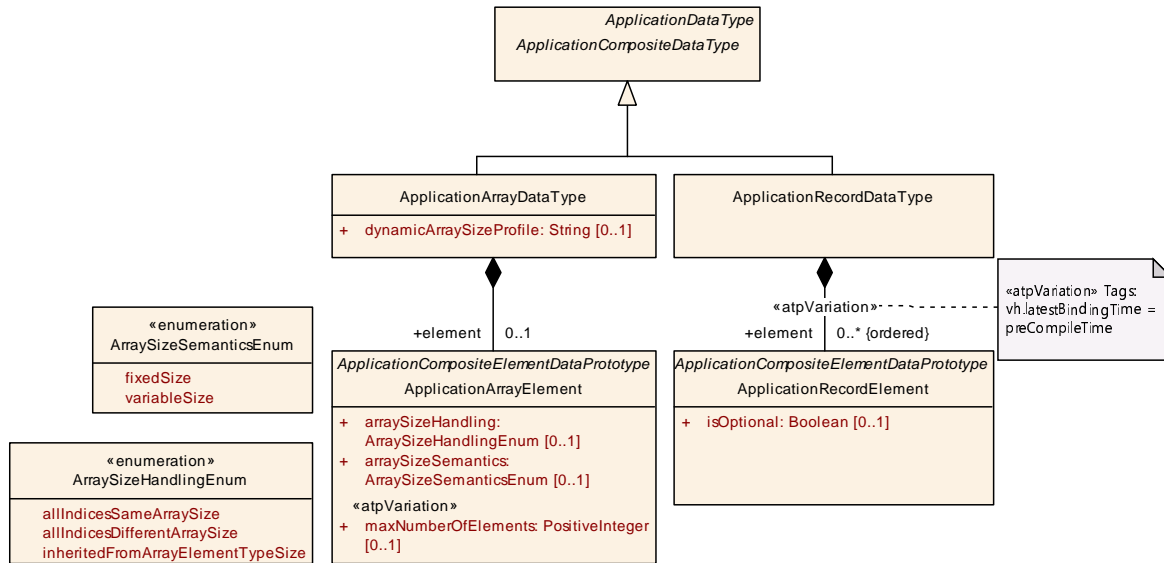 ApplicationDataType
ApplicationCompositeDataType
ApplicationArrayDataType
+ dynamicArraySizeProfile: String [0..1]
ApplicationRecordDataType
«atpVariation» Tags:
vh.latestBindingTime =
preCompileTime
«atpVariation»
+element 0..1
+element 0..* {ordered}
«enumeration»
ArraySizeSemanticsEnum
fixedSize
variableSize
ApplicationCompositeElementDataPrototype
ApplicationArrayElement
+ arraySizeHandling:
ArraySizeHandlingEnum [0..1]
+ arraySizeSemantics:
ArraySizeSemanticsEnum [0..1]
«atpVariation»
+ maxNumberOfElements: PositiveInteger
[0..1]
ApplicationCompositeElementDataPrototype
ApplicationRecordElement
+ isOptional: Boolean [0..1]
«enumeration»
ArraySizeHandlingEnum
allIndicesSameArraySize
allIndicesDifferentArraySize
inheritedFromArrayElementTypeSize